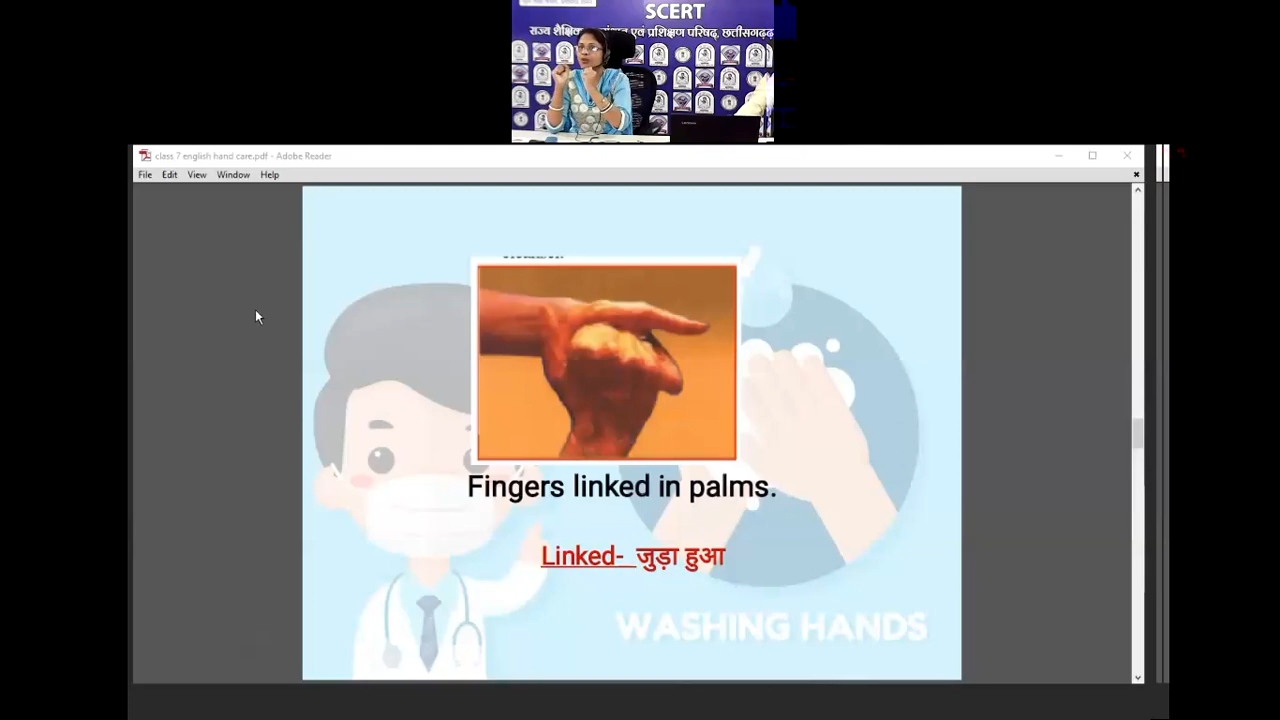 SCERT
राज्य शैक्षिक एवं प्रशिक्षण परिषद, छत्तीसगढ़
class 7 english hand care.pdf - Adobe Reader
File Edit View Window Help
Fingers linked in palms.
Linked- जुड़ा हुआ
WASHING HANDS